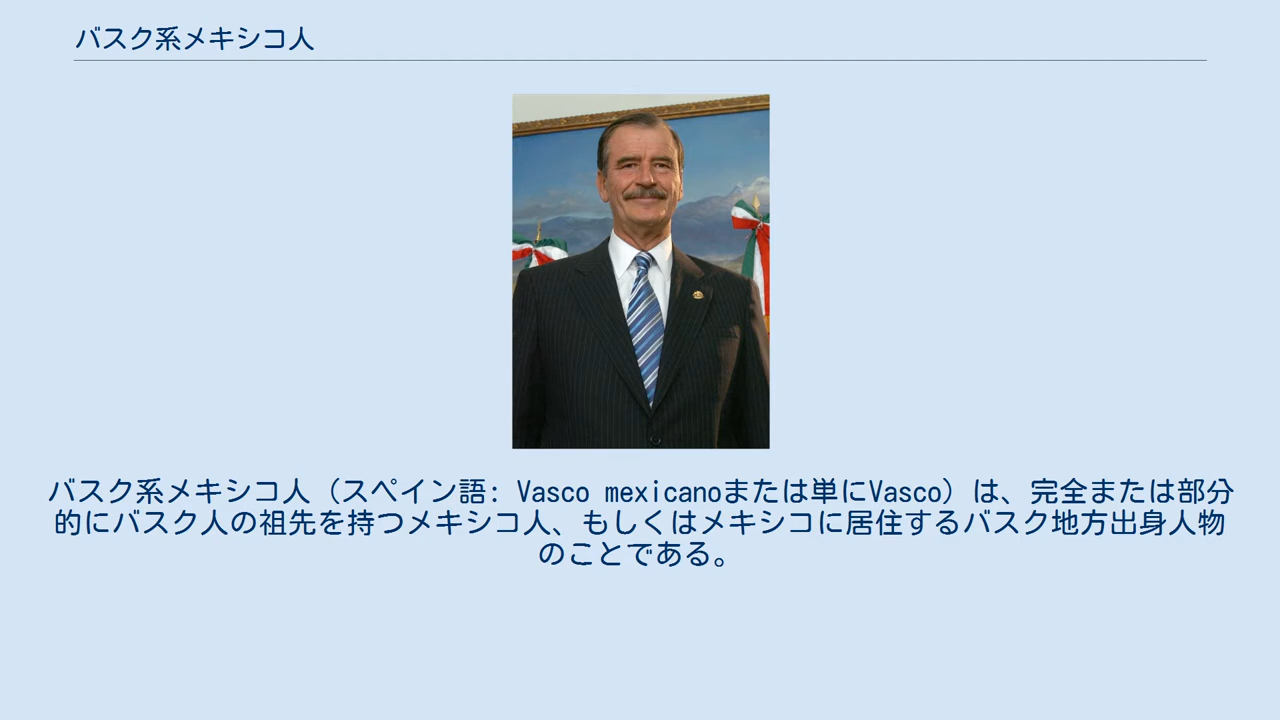 バスク系メキシコ人
バスク系メキシコ人（スペイン語: Vasco mexicanoまたは単にVasco）は、完全または部分
的にバスク人の祖先を持つメキシコ人、もしくはメキシコに居住するバスク地方出身人物
のことである。